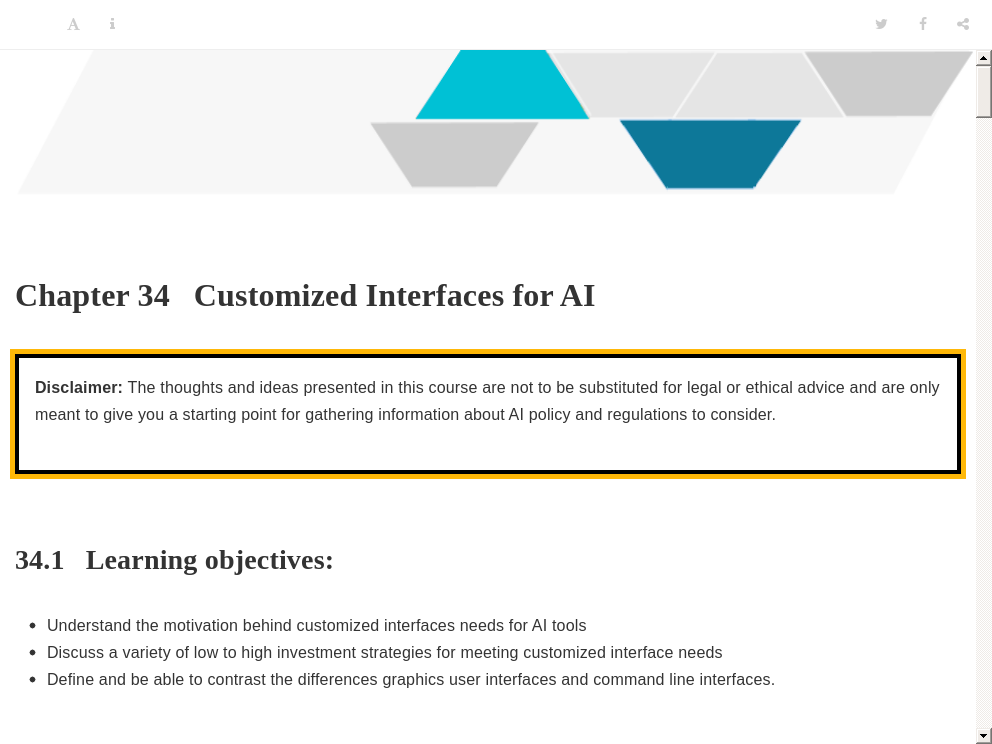 Chapter 34 Customized Interfaces for AI
Disclaimer: The thoughts and ideas presented in this course are not to be substituted for legal or ethical advice and are only
meant to give you a starting point for gathering information about AI policy and regulations to consider.
34.1 Learning objectives:
• Understand the motivation behind customized interfaces needs for AI tools
• Discuss a variety of low to high investment strategies for meeting customized interface needs
• Define and be able to contrast the differences graphics user interfaces and command line interfaces.